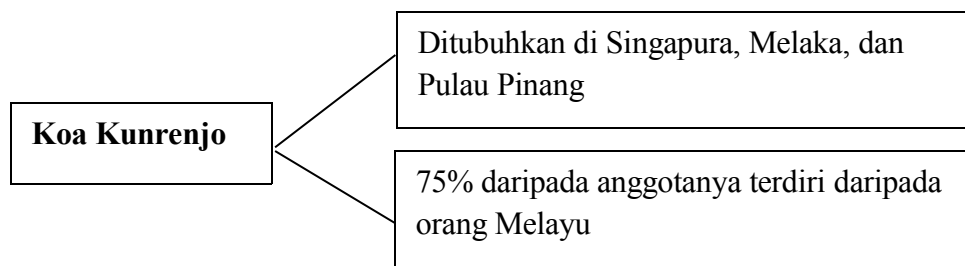 Koa Kunrenjo
Ditubuhkan di Singapura, Melaka, dan
Pulau Pinang
75% daripada anggotanya terdiri daripada
orang Melayu